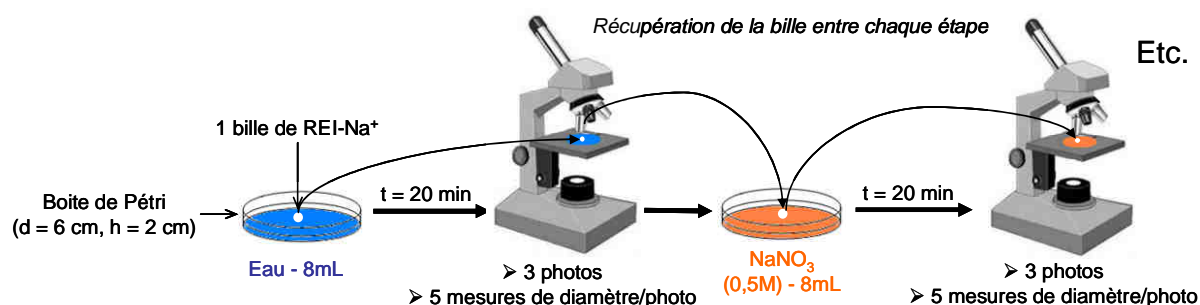 Récupération de la bille entre chaque étape
Etc.
1 bille de REI-Na⁺
Boite de Pétri
(d = 6 cm, h = 2 cm)
t = 20 min
t = 20 min
Eau - 8mL
➢ 3 photos
➢ 5 mesures de diamètre/photo
NaNO₃
(0,5M) - 8mL
➢ 3 photos
➢ 5 mesures de diamètre/photo